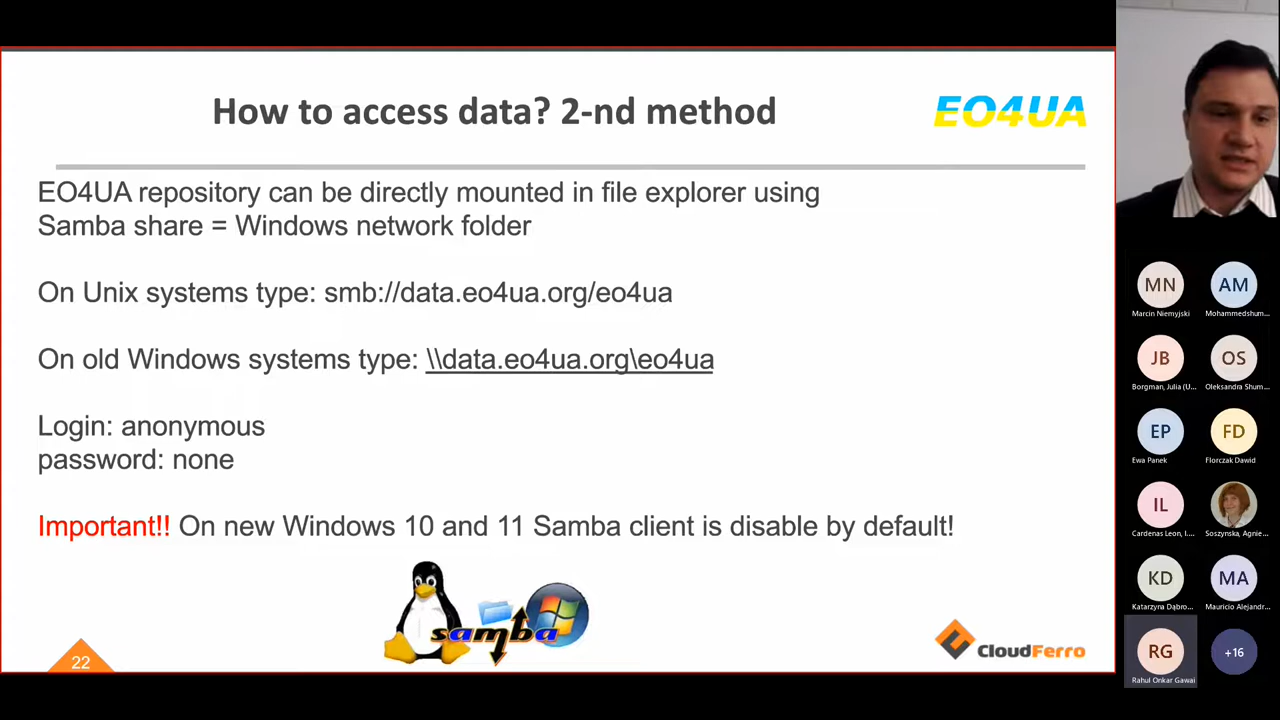 How to access data? 2-nd method
EO4UA
EO4UA repository can be directly mounted in file explorer using
Samba share = Windows network folder
On Unix systems type: smb://data.eo4ua.org/eo4ua
On old Windows systems type: \\data.eo4ua.org\eo4ua
Login: anonymous
password: none
Important!! On new Windows 10 and 11 Samba client is disable by default!
samba
22
CloudFerro
MN
AM
Marcin Niemyjski
Mohammedshum...
JB
OS
Borgman, Julia (U...
Oleksandra Shum...
EP
FD
Ewa Panek
Florczak Dawid
IL
Cardenas Leon, I....
Soszynska, Agnie...
KD
MA
Katarzyna Dąbro...
Mauricio Alejandr...
RG
+16
Rahul Onkar Gawai